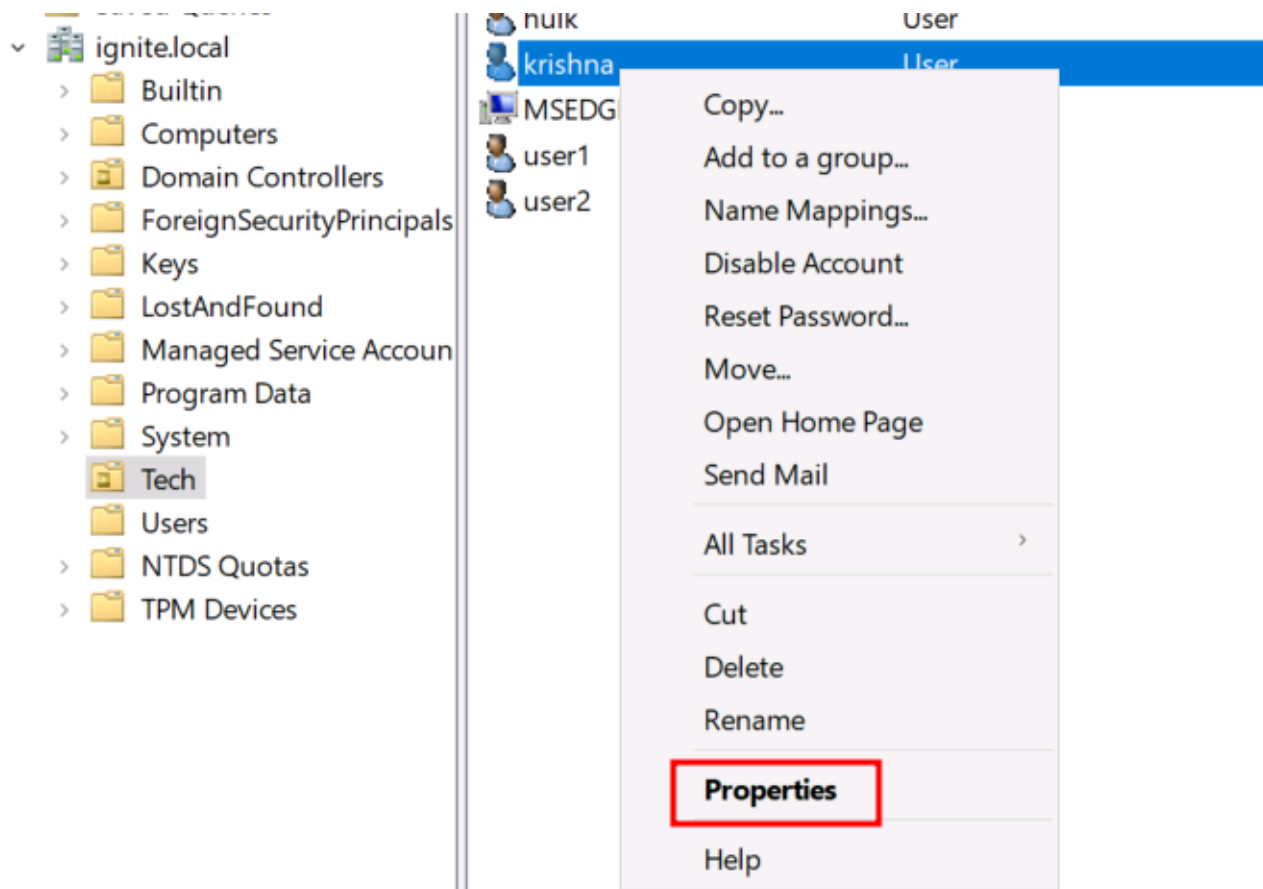 ignite.local
Builtin
Computers
Domain Controllers
ForeignSecurityPrincipals
Keys
LostAndFound
Managed Service Accoun
Program Data
System
Tech
Users
NTDS Quotas
TPM Devices
hulk User
krishna User
MSEDG
user1
user2
Copy...
Add to a group...
Name Mappings...
Disable Account
Reset Password...
Move...
Open Home Page
Send Mail
All Tasks
Cut
Delete
Rename
Properties
Help